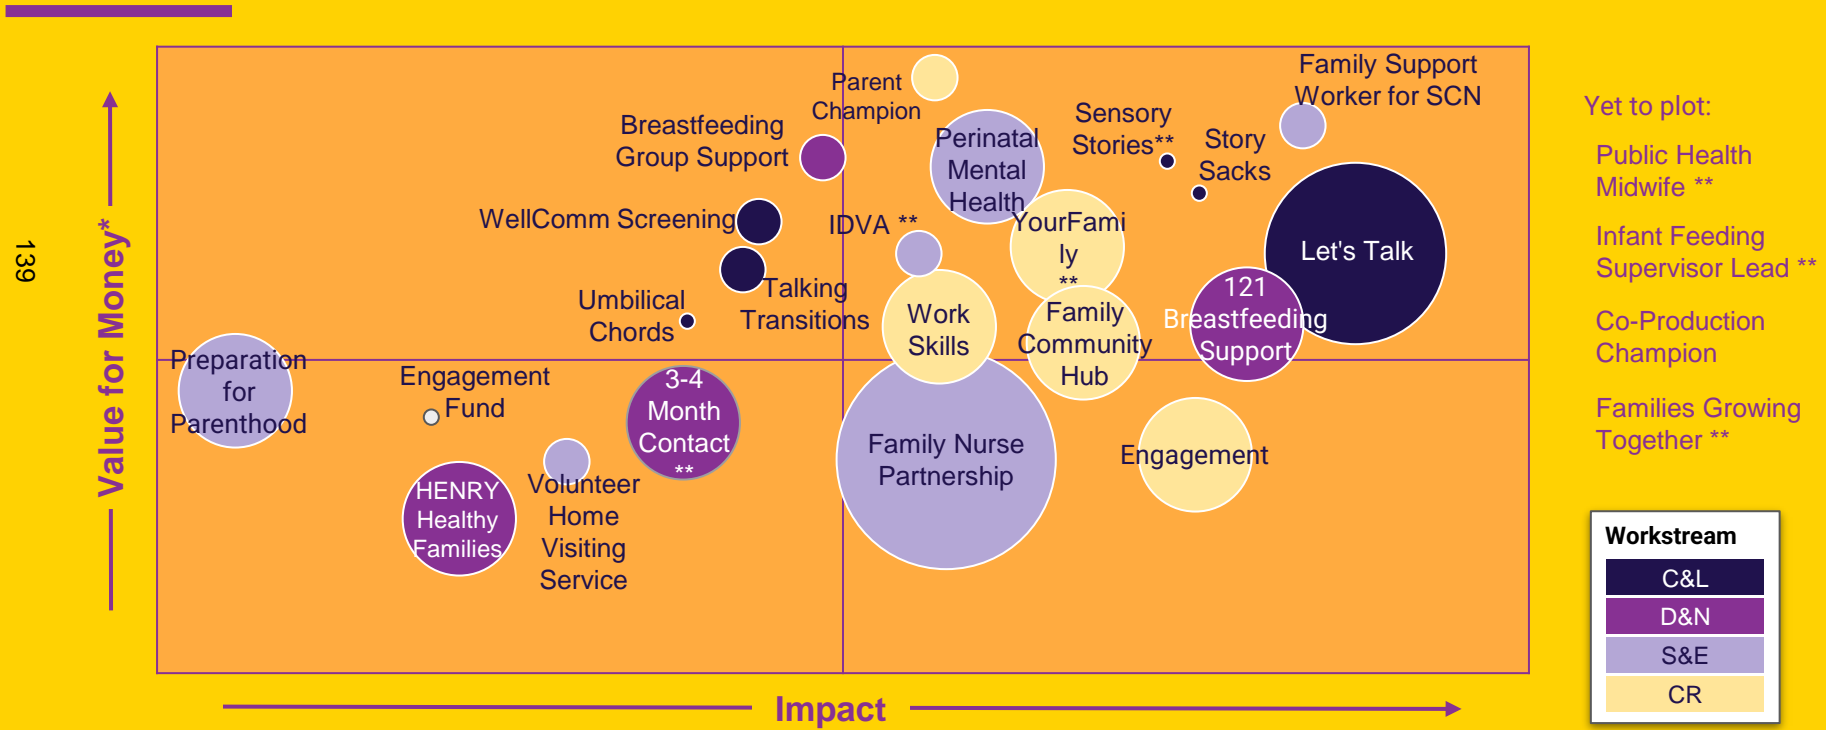 139
Value for Money*
Impact
Parent
Champion
Breastfeeding
Group Support
WellComm Screening
Talking
Transitions
Umbilical
Chords
IDVA **
Perinatal
Mental
Health
Sensory
Stories**
Story
Sacks
Family Support
Worker for SCN
YourFami
ly
**
Let's Talk
121
Breastfeeding
Support
Work
Skills
Family
Community
Hub
Preparation
for
Parenthood
Engagement
Fund
3-4
Month
Contact
**
HENRY
Healthy
Families
Volunteer
Home
Visiting
Service
Family Nurse
Partnership
Engagement
Yet to plot:
Public Health
Midwife **
Infant Feeding
Supervisor Lead **
Co-Production
Champion
Families Growing
Together **
Workstream
C&L
D&N
S&E
CR